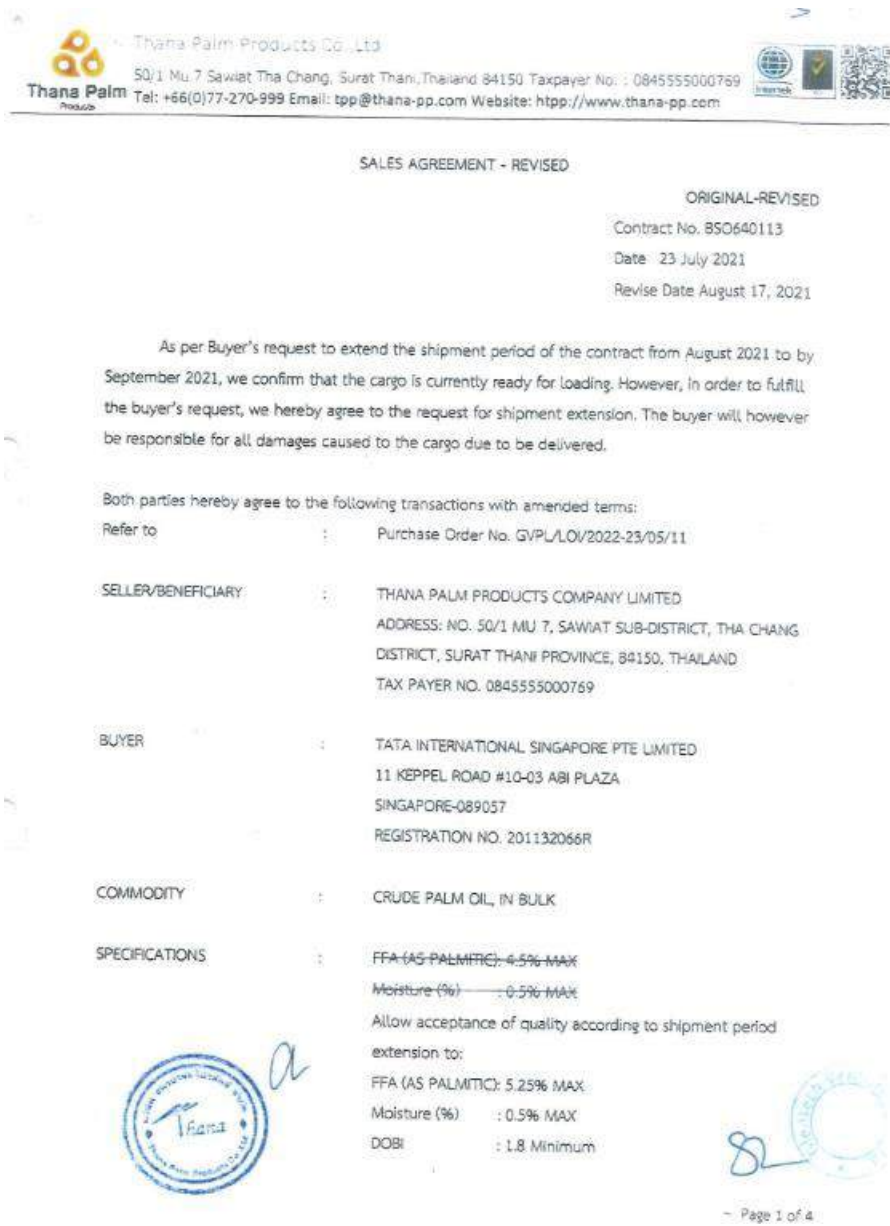 Thana Palm Products Co.,Ltd
50/1 Mu 7 Sawiat Tha Chang, Surat Thani,Thailand 84150 Taxpayer No. : 0845555000769
Tel: +66(0)77-270-999 Email: tpp@thana-pp.com Website: htpp://www.thana-pp.com
Thana Palm
Products
intertek
SALES AGREEMENT - REVISED
ORIGINAL-REVISED
Contract No. BSO640113
Date 23 July 2021
Revise Date August 17, 2021
As per Buyer's request to extend the shipment period of the contract from August 2021 to by
September 2021, we confirm that the cargo is currently ready for loading. However, in order to fulfill
the buyer's request, we hereby agree to the request for shipment extension. The buyer will however
be responsible for all damages caused to the cargo due to be delivered.
Both parties hereby agree to the following transactions with amended terms:
Refer to : Purchase Order No. GVPL/LOI/2022-23/05/11
SELLER/BENEFICIARY : THANA PALM PRODUCTS COMPANY LIMITED
ADDRESS: NO. 50/1 MU 7, SAWIAT SUB-DISTRICT, THA CHANG
DISTRICT, SURAT THANI PROVINCE, 84150, THAILAND
TAX PAYER NO. 0845555000769
BUYER : TATA INTERNATIONAL SINGAPORE PTE LIMITED
11 KEPPEL ROAD #10-03 ABI PLAZA
SINGAPORE-089057
REGISTRATION NO. 201132066R
COMMODITY : CRUDE PALM OIL, IN BULK
SPECIFICATIONS : FFA (AS PALMITIC): 4.5% MAX
Moisture (%) : 0.5% MAX
Allow acceptance of quality according to shipment period
extension to:
FFA (AS PALMITIC): 5.25% MAX
Moisture (%) : 0.5% MAX
DOBI : 1.8 Minimum
Thana
Thana Palm Products Co.,Ltd
~ Page 1 of 4